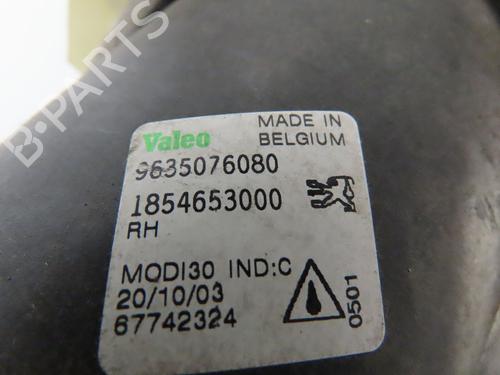 B-PARTS
Valeo
MADE IN
BELGIUM
9635076080
1854653000
RH
MODI30 IND:C
20/10/03
67742324
0501